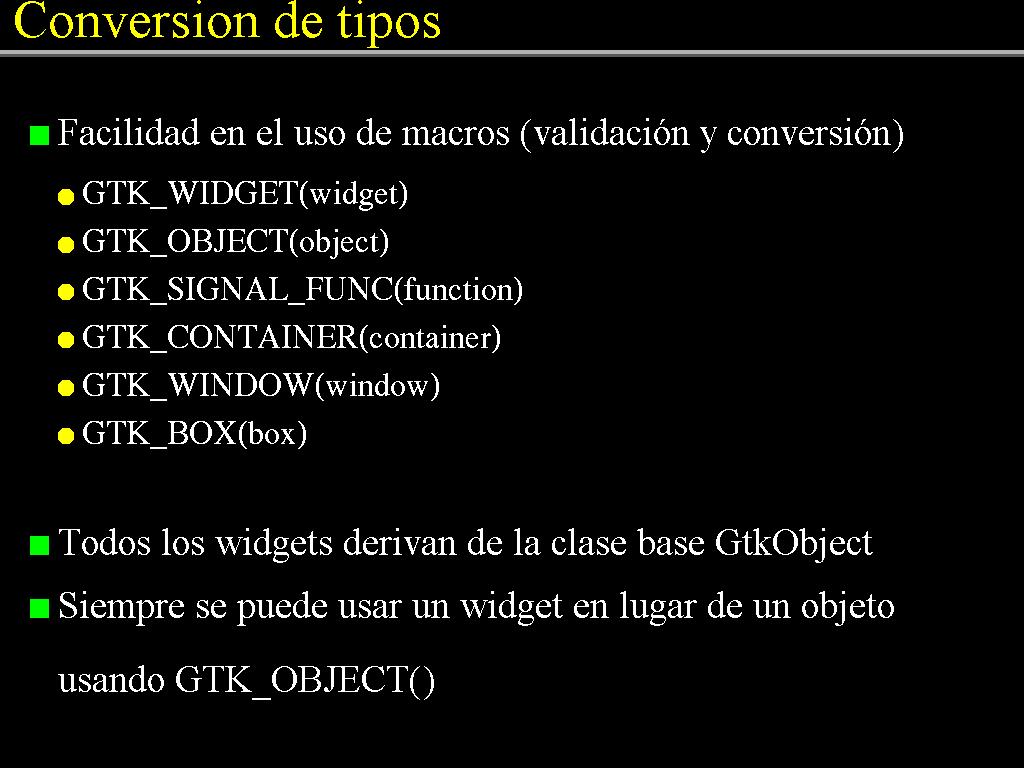 Conversion de tipos
Facilidad en el uso de macros (validación y conversión)
GTK_WIDGET(widget)
GTK_OBJECT(object)
GTK_SIGNAL_FUNC(function)
GTK_CONTAINER(container)
GTK_WINDOW(window)
GTK_BOX(box)
Todos los widgets derivan de la clase base GtkObject
Siempre se puede usar un widget en lugar de un objeto
usando GTK_OBJECT()